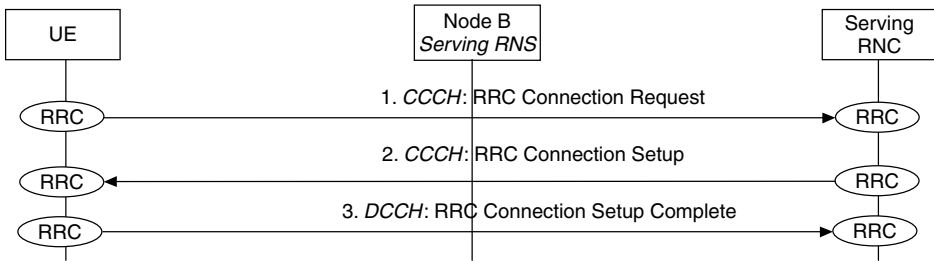 UE
Node B
Serving RNS
Serving
RNC
1. CCCH: RRC Connection Request
RRC
RRC
2. CCCH: RRC Connection Setup
RRC
RRC
3. DCCH: RRC Connection Setup Complete
RRC
RRC